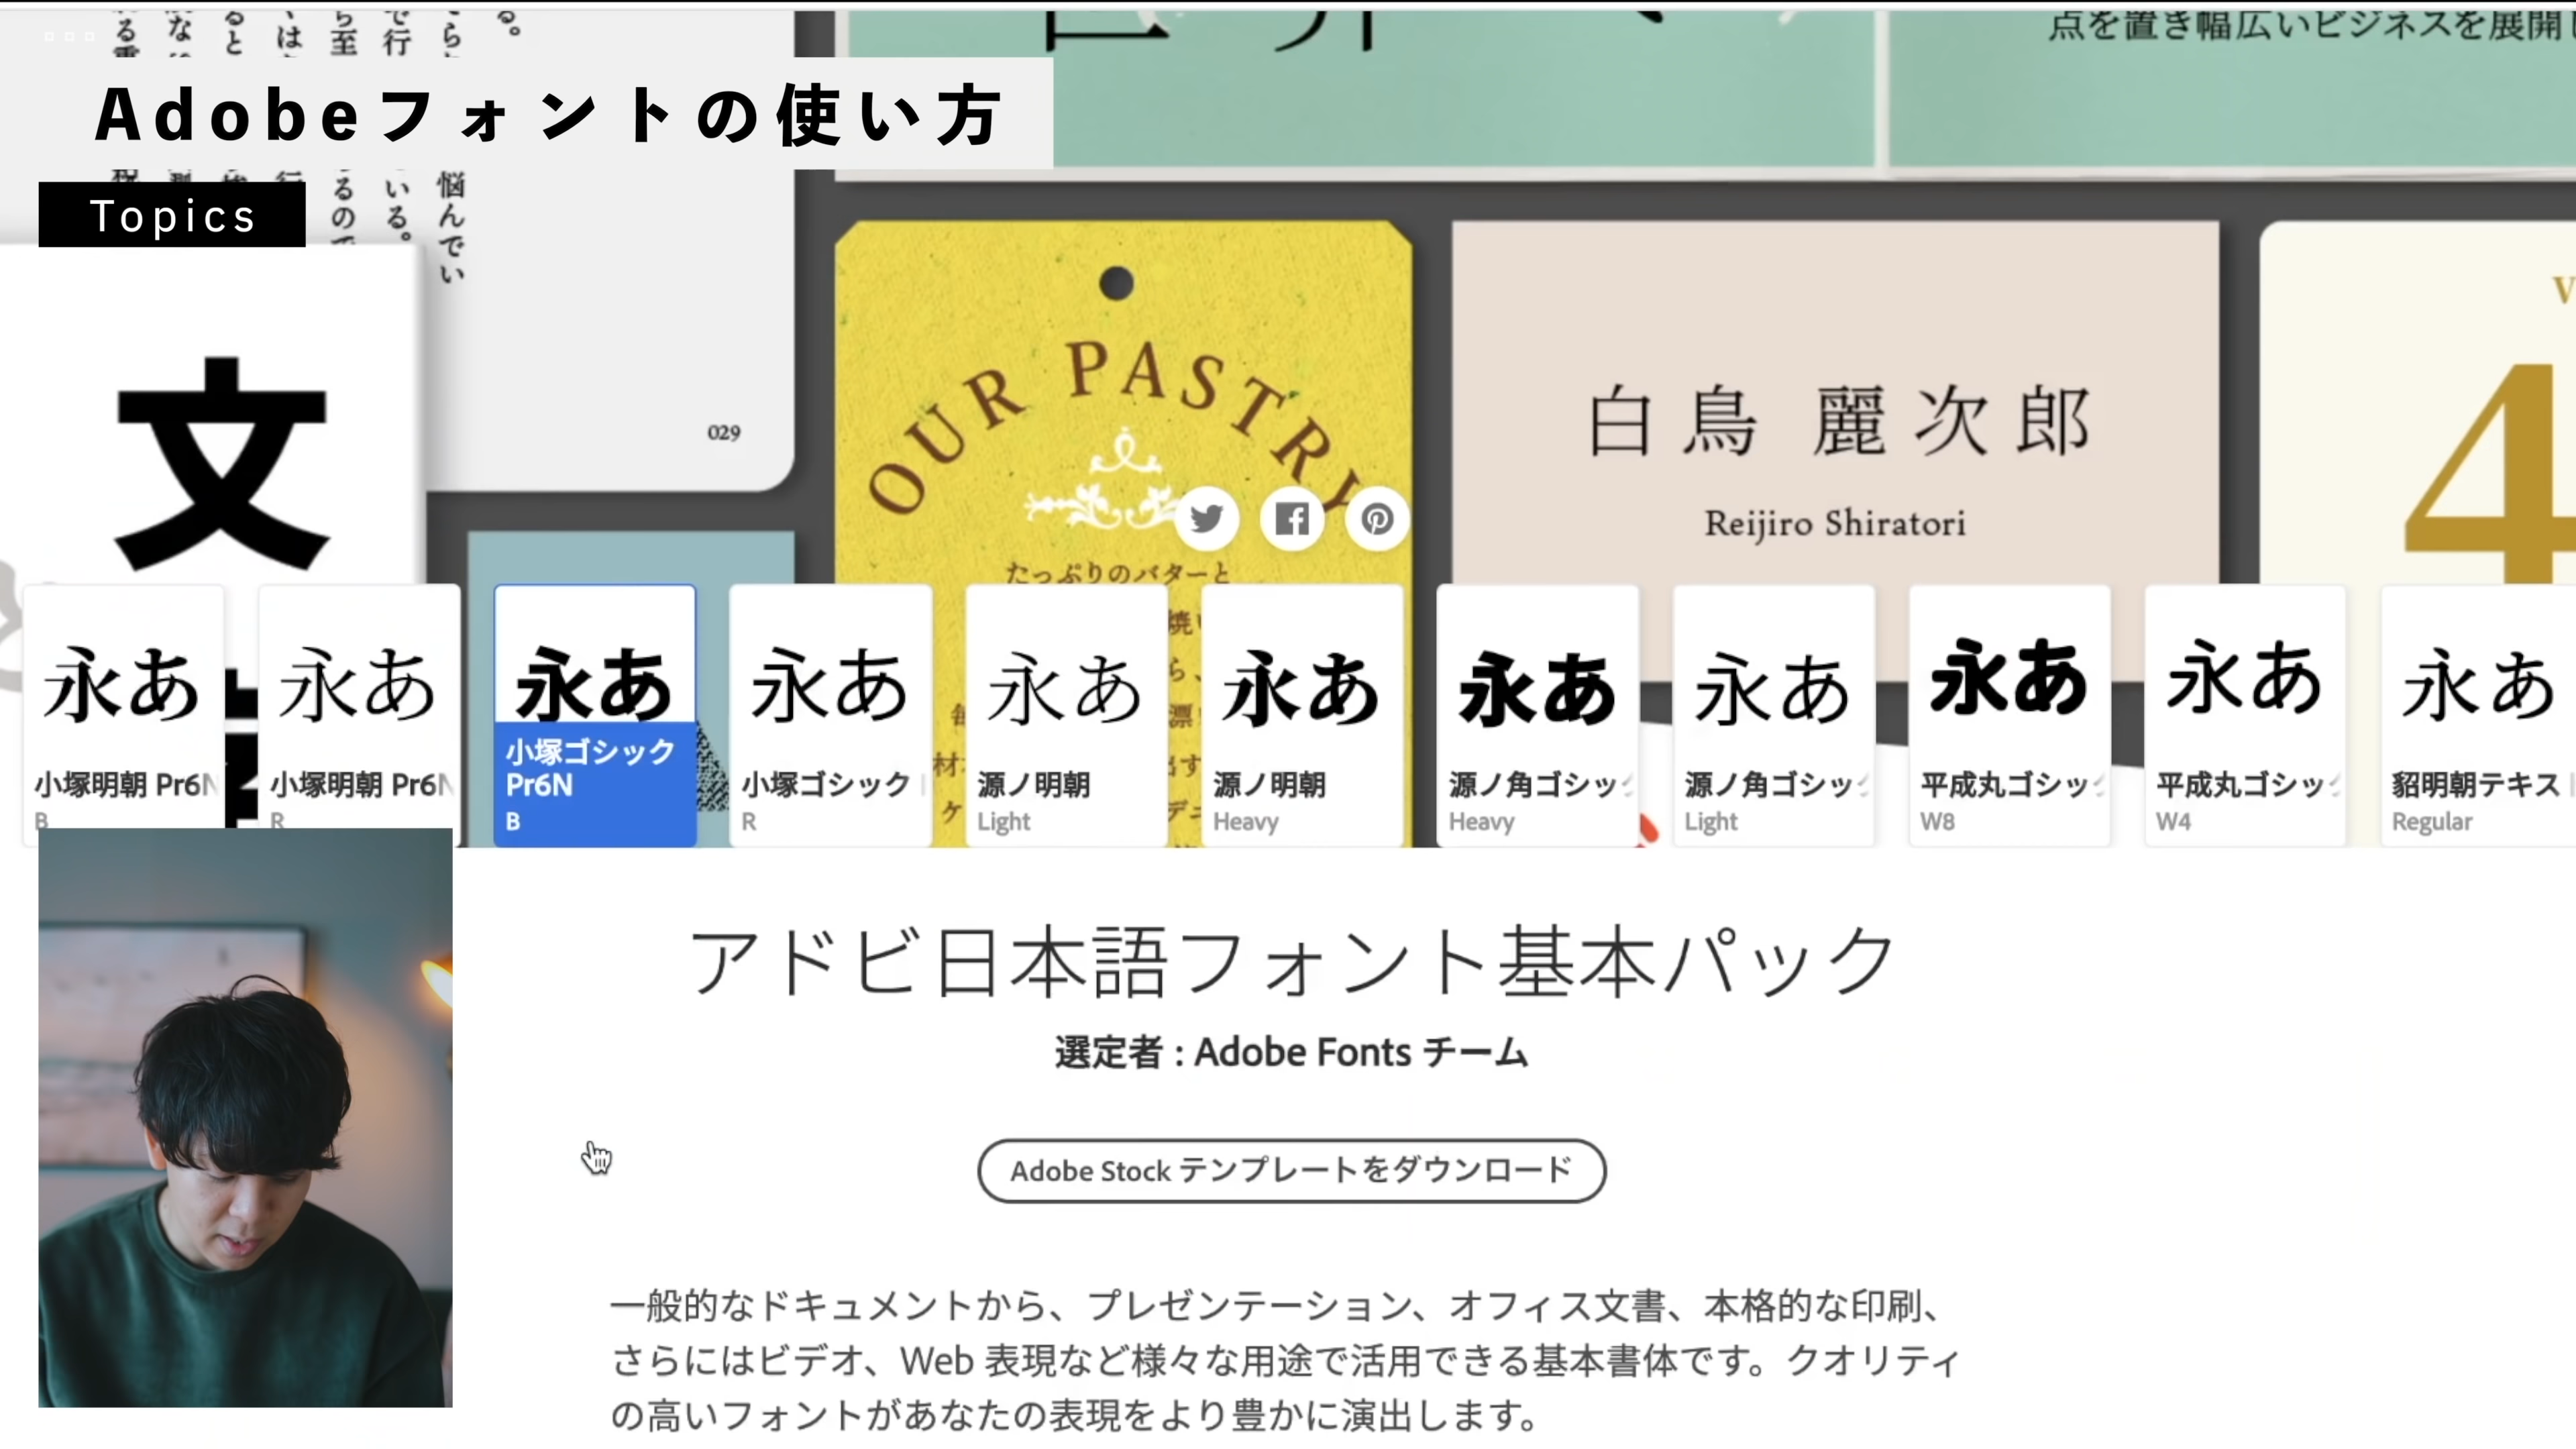 点を置き幅広いビジネスを展開
Adobeフォントの使い方
Topics
悩んでい
いる。
るので
029
文
OUR PASTRY
たっぷりのバターと
白鳥 麗次郎
Reijiro Shiratori
4
永あ
小塚明朝 Pr6N
B
永あ
小塚明朝 Pr6N
R
永あ
小塚ゴシック
Pr6N
B
永あ
小塚ゴシック
R
永あ
源ノ明朝
Light
永あ
源ノ明朝
Heavy
永あ
源ノ角ゴシッ
Heavy
永あ
源ノ角ゴシッ
Light
永あ
平成丸ゴシッ
W8
永あ
平成丸ゴシッ
W4
永あ
貂明朝テキス
Regular
アドビ日本語フォント基本パック
選定者 : Adobe Fonts チーム
Adobe Stock テンプレートをダウンロード
一般的なドキュメントから、プレゼンテーション、オフィス文書、本格的な印刷、
さらにはビデオ、Web 表現など様々な用途で活用できる基本書体です。クオリティ
の高いフォントがあなたの表現をより豊かに演出します。